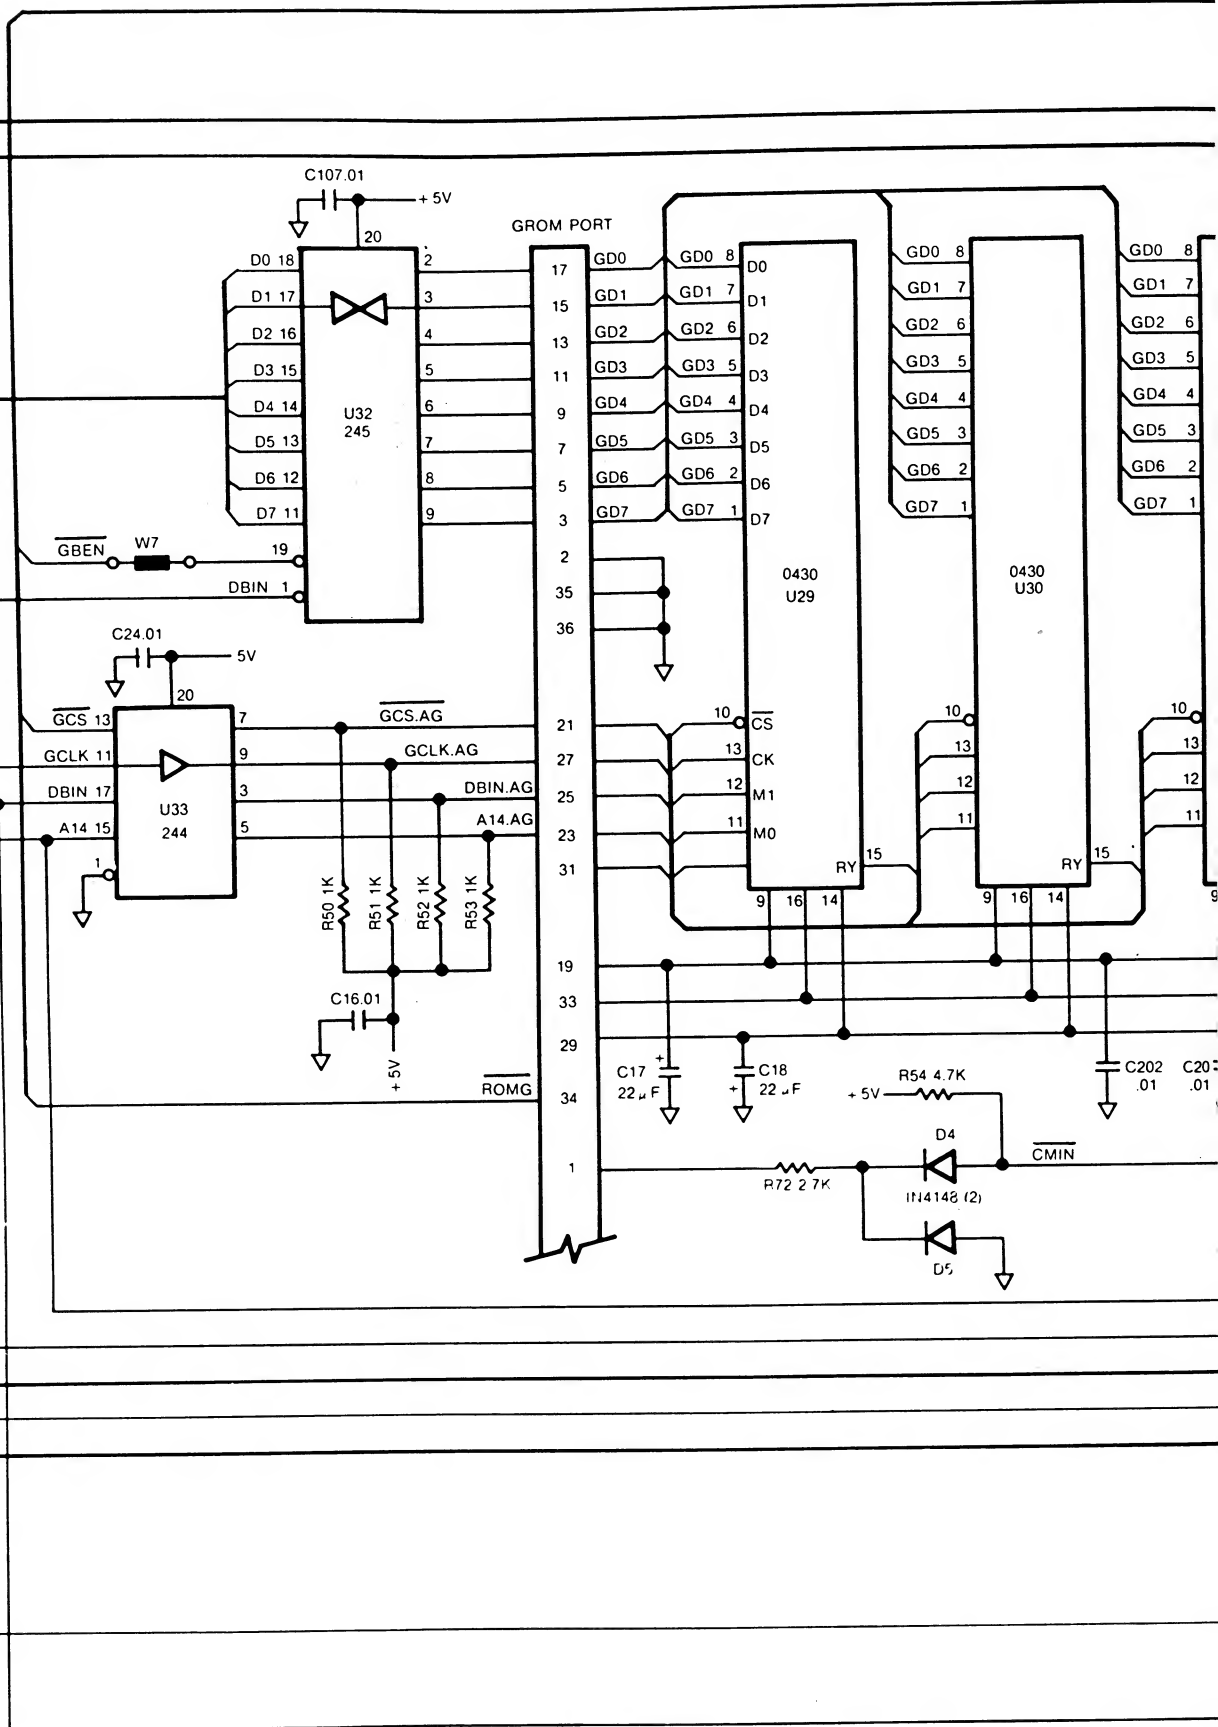 C107.01
+ 5V
20
GROM PORT
D0 18
D1 17
D2 16
D3 15
D4 14
D5 13
D6 12
D7 11
2
3
4
5
6
7
8
9
U32
245
GBEN
W7
19
DBIN 1
17
15
13
11
9
7
5
3
2
35
36
GD0
GD1
GD2
GD3
GD4
GD5
GD6
GD7
GD0 8
GD1 7
GD2 6
GD3 5
GD4 4
GD5 3
GD6 2
GD7 1
D0
D1
D2
D3
D4
D5
D6
D7
0430
U29
GD0 8
GD1 7
GD2 6
GD3 5
GD4 4
GD5 3
GD6 2
GD7 1
0430
U30
GD0 8
GD1 7
GD2 6
GD3 5
GD4 4
GD5 3
GD6 2
GD7 1
C24.01
5V
20
GCS 13
GCLK 11
DBIN 17
A14 15
1
U33
244
7
9
3
5
GCS.AG
GCLK.AG
DBIN.AG
A14.AG
21
27
25
23
31
10
13
12
11
CS
CK
M1
M0
RY
15
9
16
14
10
13
12
11
RY
15
9
16
14
10
13
12
11
9
R50 1K
R51 1K
R52 1K
R53 1K
C16.01
+ 5V
19
33
29
ROMG
34
1
C17
+
22 µF
C18
+
22 µF
R54 4.7K
+ 5V
C202
.01
C20
.01
D4
CMIN
R72 2.7K
IN4148 (2)
D5